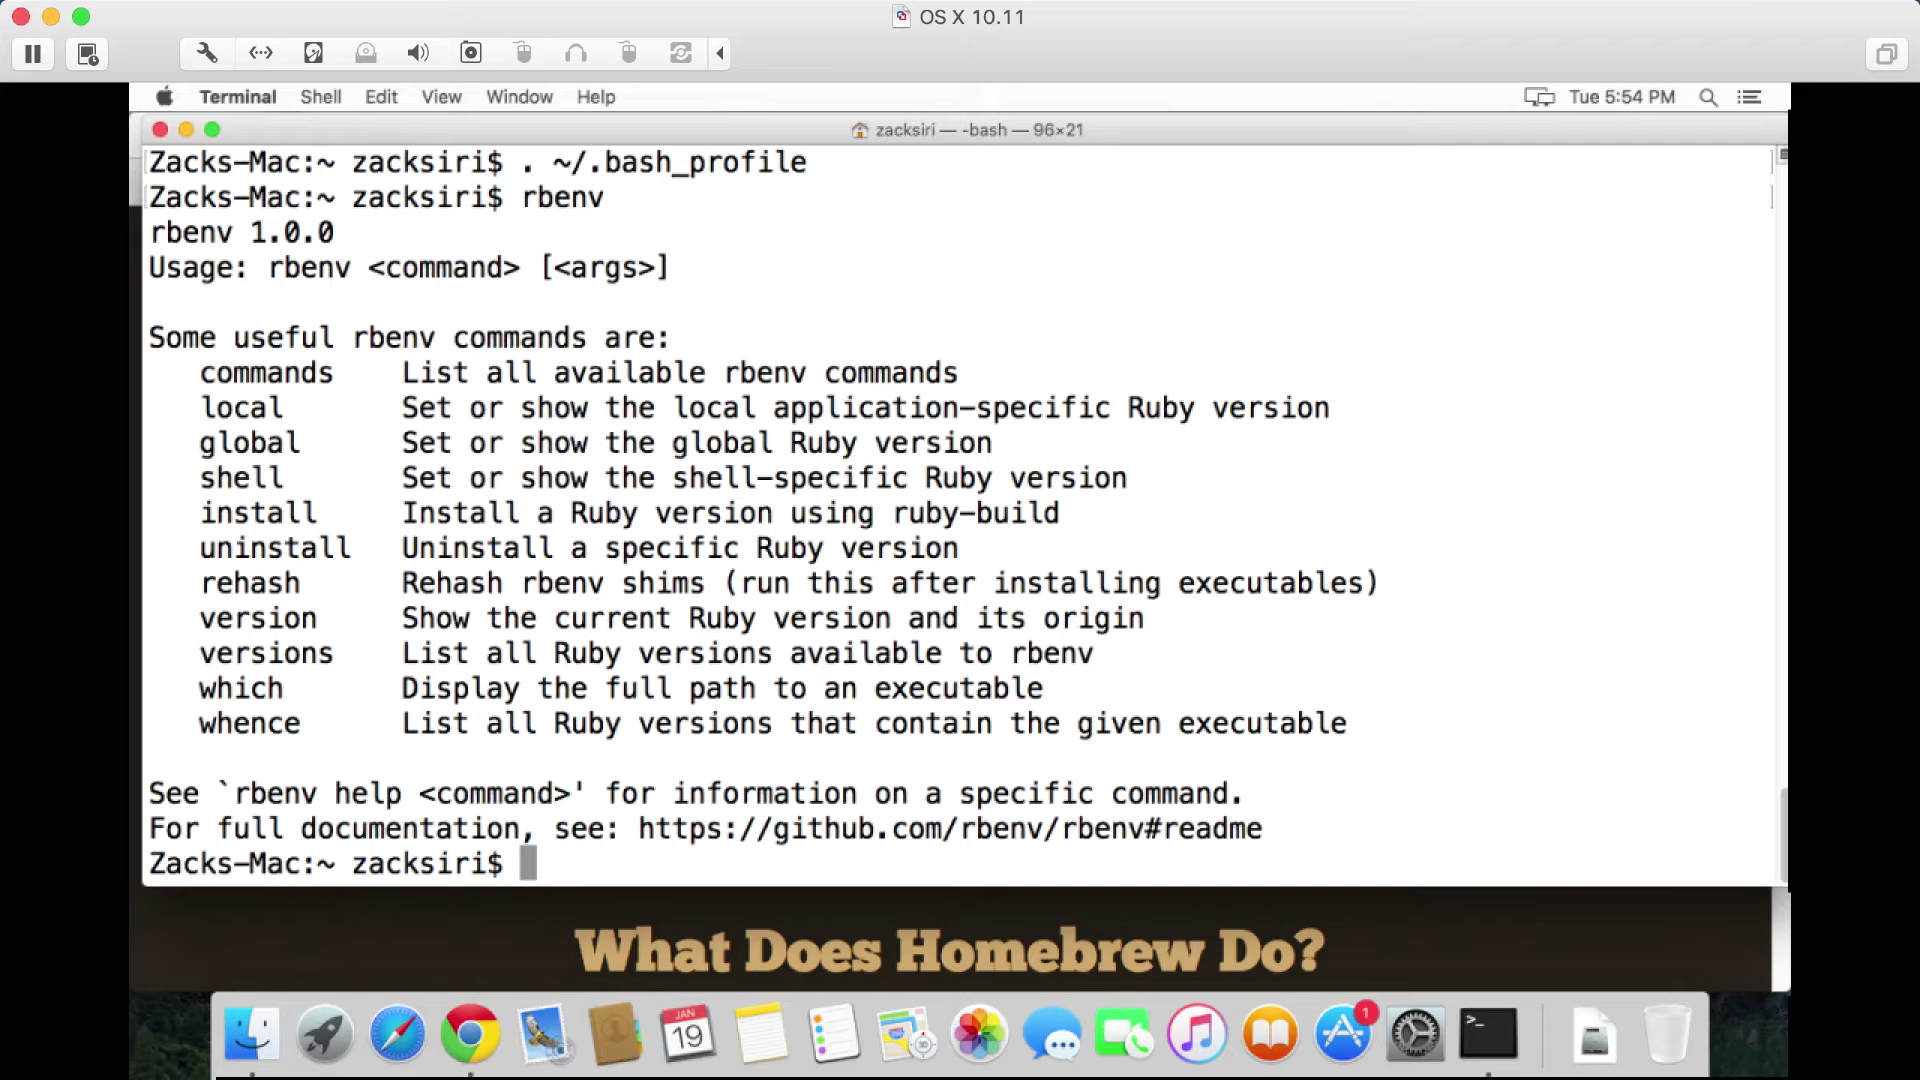 OS X 10.11
Terminal Shell Edit View Window Help Tue 5:54 PM
zacksiri — -bash — 96×21
Zacks-Mac:~ zacksiri$ . ~/.bash_profile
Zacks-Mac:~ zacksiri$ rbenv
rbenv 1.0.0
Usage: rbenv <command> [<args>]
Some useful rbenv commands are:
commands List all available rbenv commands
local Set or show the local application-specific Ruby version
global Set or show the global Ruby version
shell Set or show the shell-specific Ruby version
install Install a Ruby version using ruby-build
uninstall Uninstall a specific Ruby version
rehash Rehash rbenv shims (run this after installing executables)
version Show the current Ruby version and its origin
versions List all Ruby versions available to rbenv
which Display the full path to an executable
whence List all Ruby versions that contain the given executable
See `rbenv help <command>' for information on a specific command.
For full documentation, see: https://github.com/rbenv/rbenv#readme
Zacks-Mac:~ zacksiri$
What Does Homebrew Do?
JAN
19
1
>_